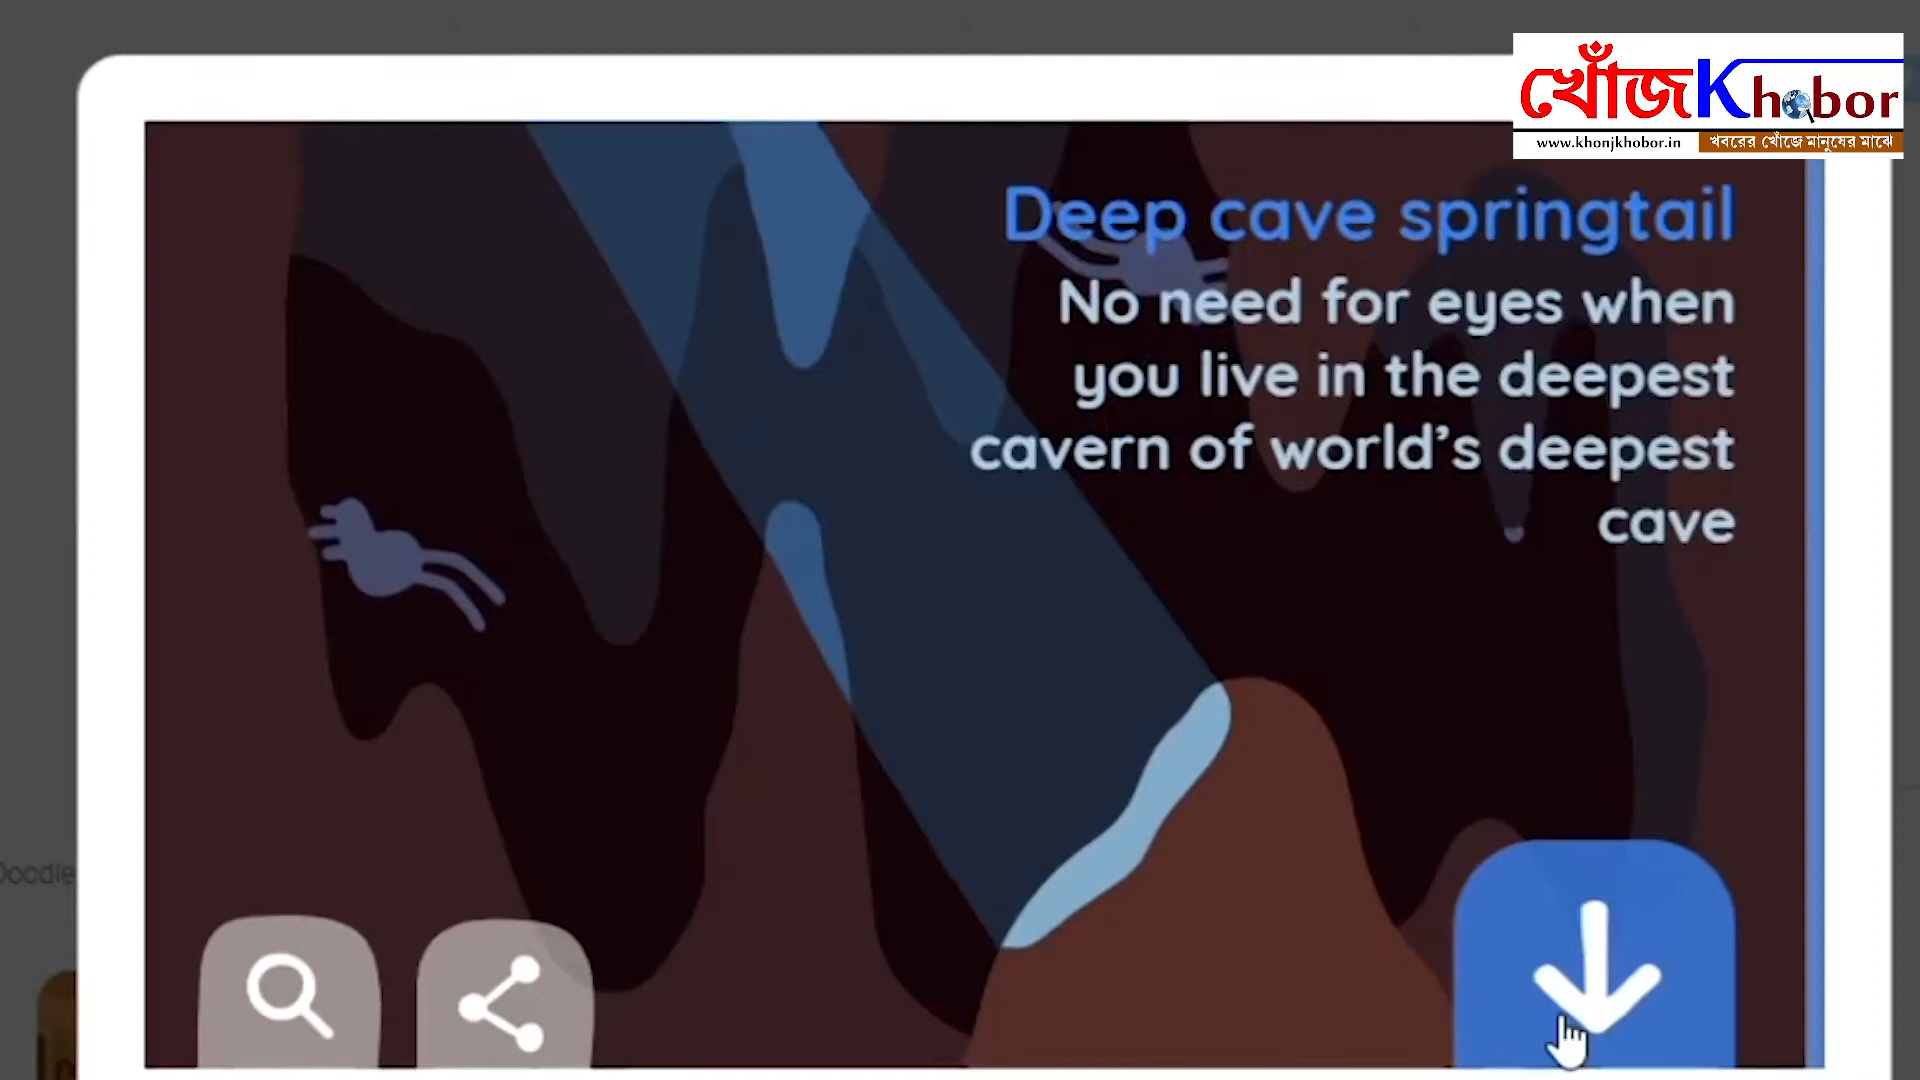 খোঁজKhobor
www.khonjkhobor.in
খবরের খোঁজে মানুষের মাঝে
Deep cave springtail
No need for eyes when
you live in the deepest
cavern of world’s deepest
cave
Doodle